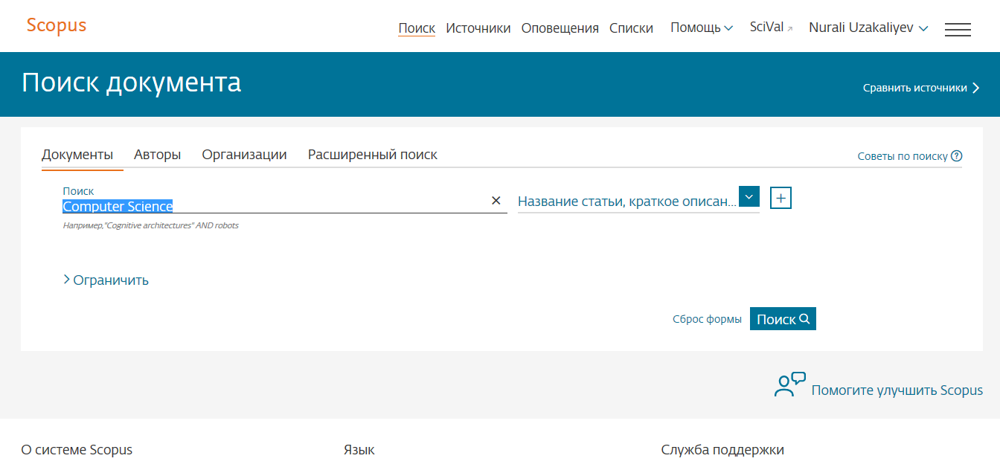 Scopus
Поиск Источники Оповещения Списки Помощь SciVal Nurali Uzakaliyev
Поиск документа
Сравнить источники
Документы Авторы Организации Расширенный поиск
Советы по поиску
Поиск
Computer Science
Название статьи, краткое описан...
Например,"Cognitive architectures" AND robots
Ограничить
Сброс формы Поиск
Помогите улучшить Scopus
О системе Scopus Язык Служба поддержки